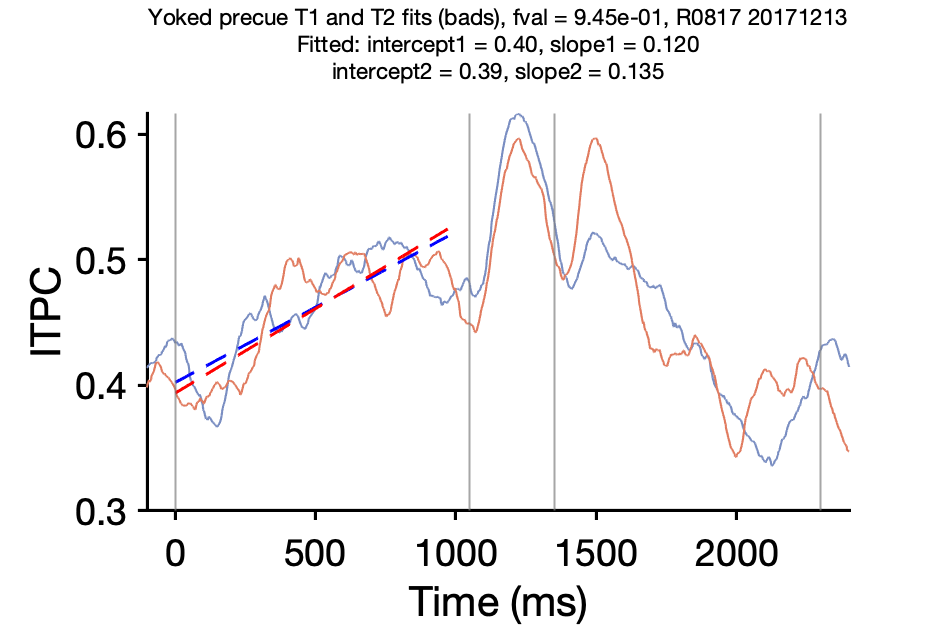 Yoked precue T1 and T2 fits (bads), fval = 9.45e-01, R0817 20171213
Fitted: intercept1 = 0.40, slope1 = 0.120
intercept2 = 0.39, slope2 = 0.135
0.6
0.5
0.4
0.3
ITPC
0 500 1000 1500 2000
Time (ms)